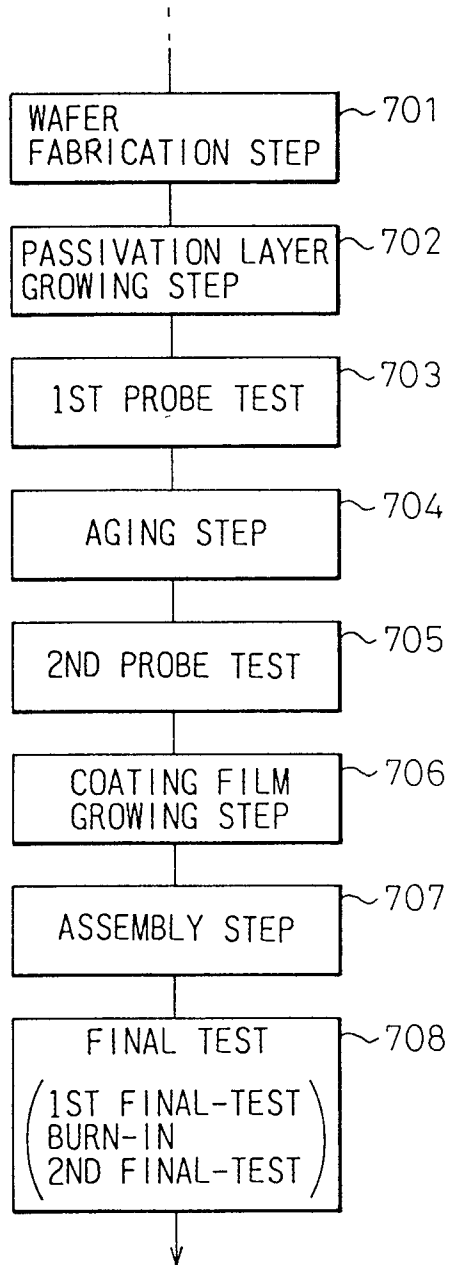 WAFER
FABRICATION STEP
701
PASSIVATION LAYER
GROWING STEP
702
1ST PROBE TEST
703
AGING STEP
704
2ND PROBE TEST
705
COATING FILM
GROWING STEP
706
ASSEMBLY STEP
707
FINAL TEST
708
(1ST FINAL-TEST
BURN-IN
2ND FINAL-TEST)